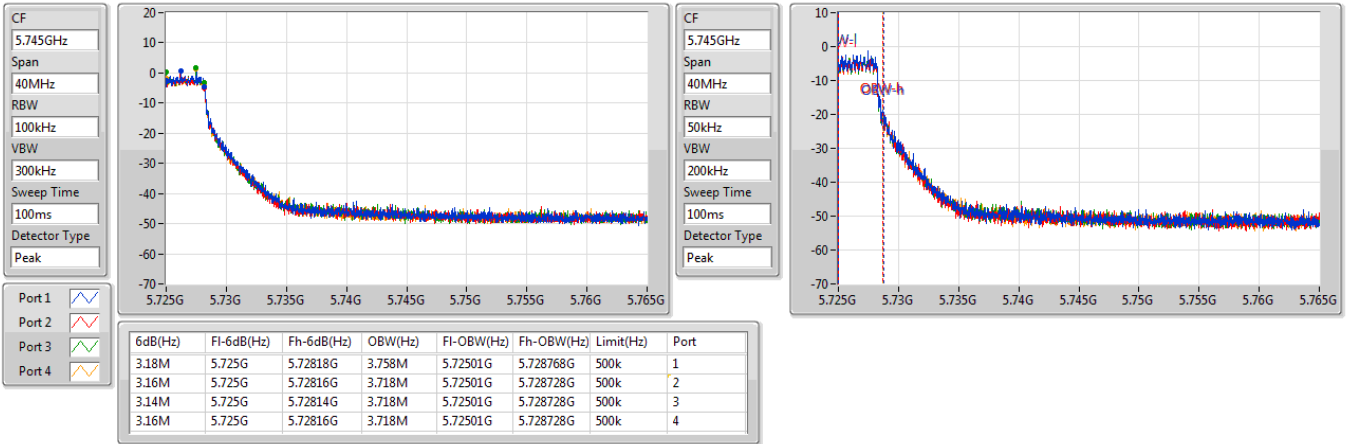 CF
5.745GHz
Span
40MHz
RBW
100kHz
VBW
300kHz
Sweep Time
100ms
Detector Type
Peak
20
10
0
-10
-20
-30
-40
-50
-60
-70
5.725G 5.73G 5.735G 5.74G 5.745G 5.75G 5.755G 5.76G 5.765G
CF
5.745GHz
Span
40MHz
RBW
50kHz
VBW
200kHz
Sweep Time
100ms
Detector Type
Peak
10
0
-10
-20
-30
-40
-50
-60
-70
W-l
OBW-h
5.725G 5.73G 5.735G 5.74G 5.745G 5.75G 5.755G 5.76G 5.765G
Port 1
Port 2
Port 3
Port 4
6dB(Hz) Fl-6dB(Hz) Fh-6dB(Hz) OBW(Hz) Fl-OBW(Hz) Fh-OBW(Hz) Limit(Hz) Port
3.18M 5.725G 5.72818G 3.758M 5.72501G 5.728768G 500k 1
3.16M 5.725G 5.72816G 3.718M 5.72501G 5.728728G 500k 2
3.14M 5.725G 5.72814G 3.718M 5.72501G 5.728728G 500k 3
3.16M 5.725G 5.72816G 3.718M 5.72501G 5.728728G 500k 4